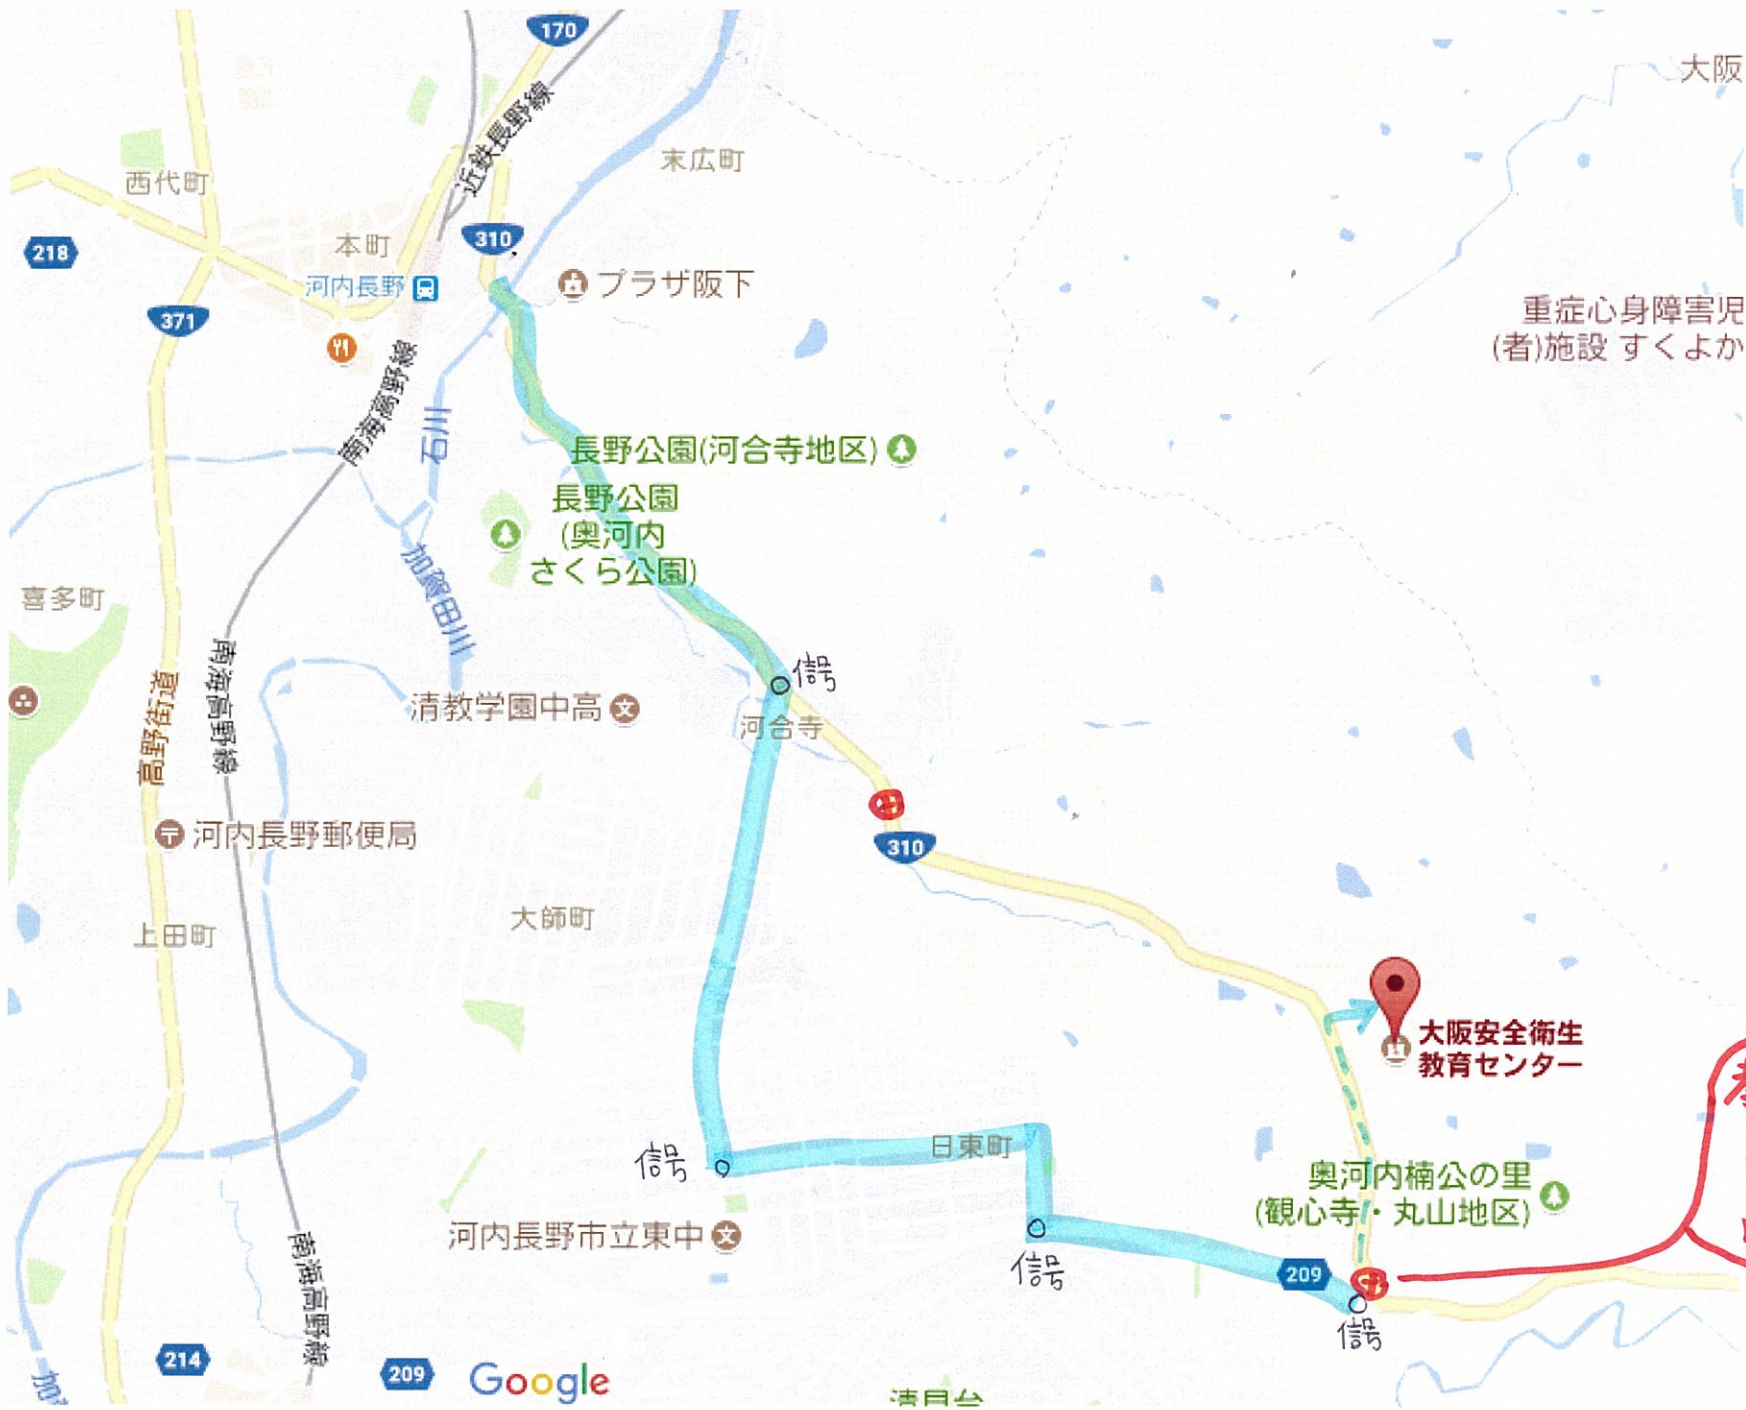 170
近鉄長野線
大阪
末広町
西代町
218
本町
310
河内長野
プラザ阪下
371
重症心身障害児
(者)施設 すくよか
南海高野線
石川
長野公園(河合寺地区)
長野公園
(奥河内
さくら公園)
加賀田川
喜多町
南海高野線
高野街道
信号
清教学園中高
河合寺
河内長野郵便局
310
大師町
上田町
大阪安全衛生
教育センター
信号
日東町
奥河内楠公の里
(観心寺・丸山地区)
河内長野市立東中
信号
209
信号
南海高野線
214
209
Google
清見台